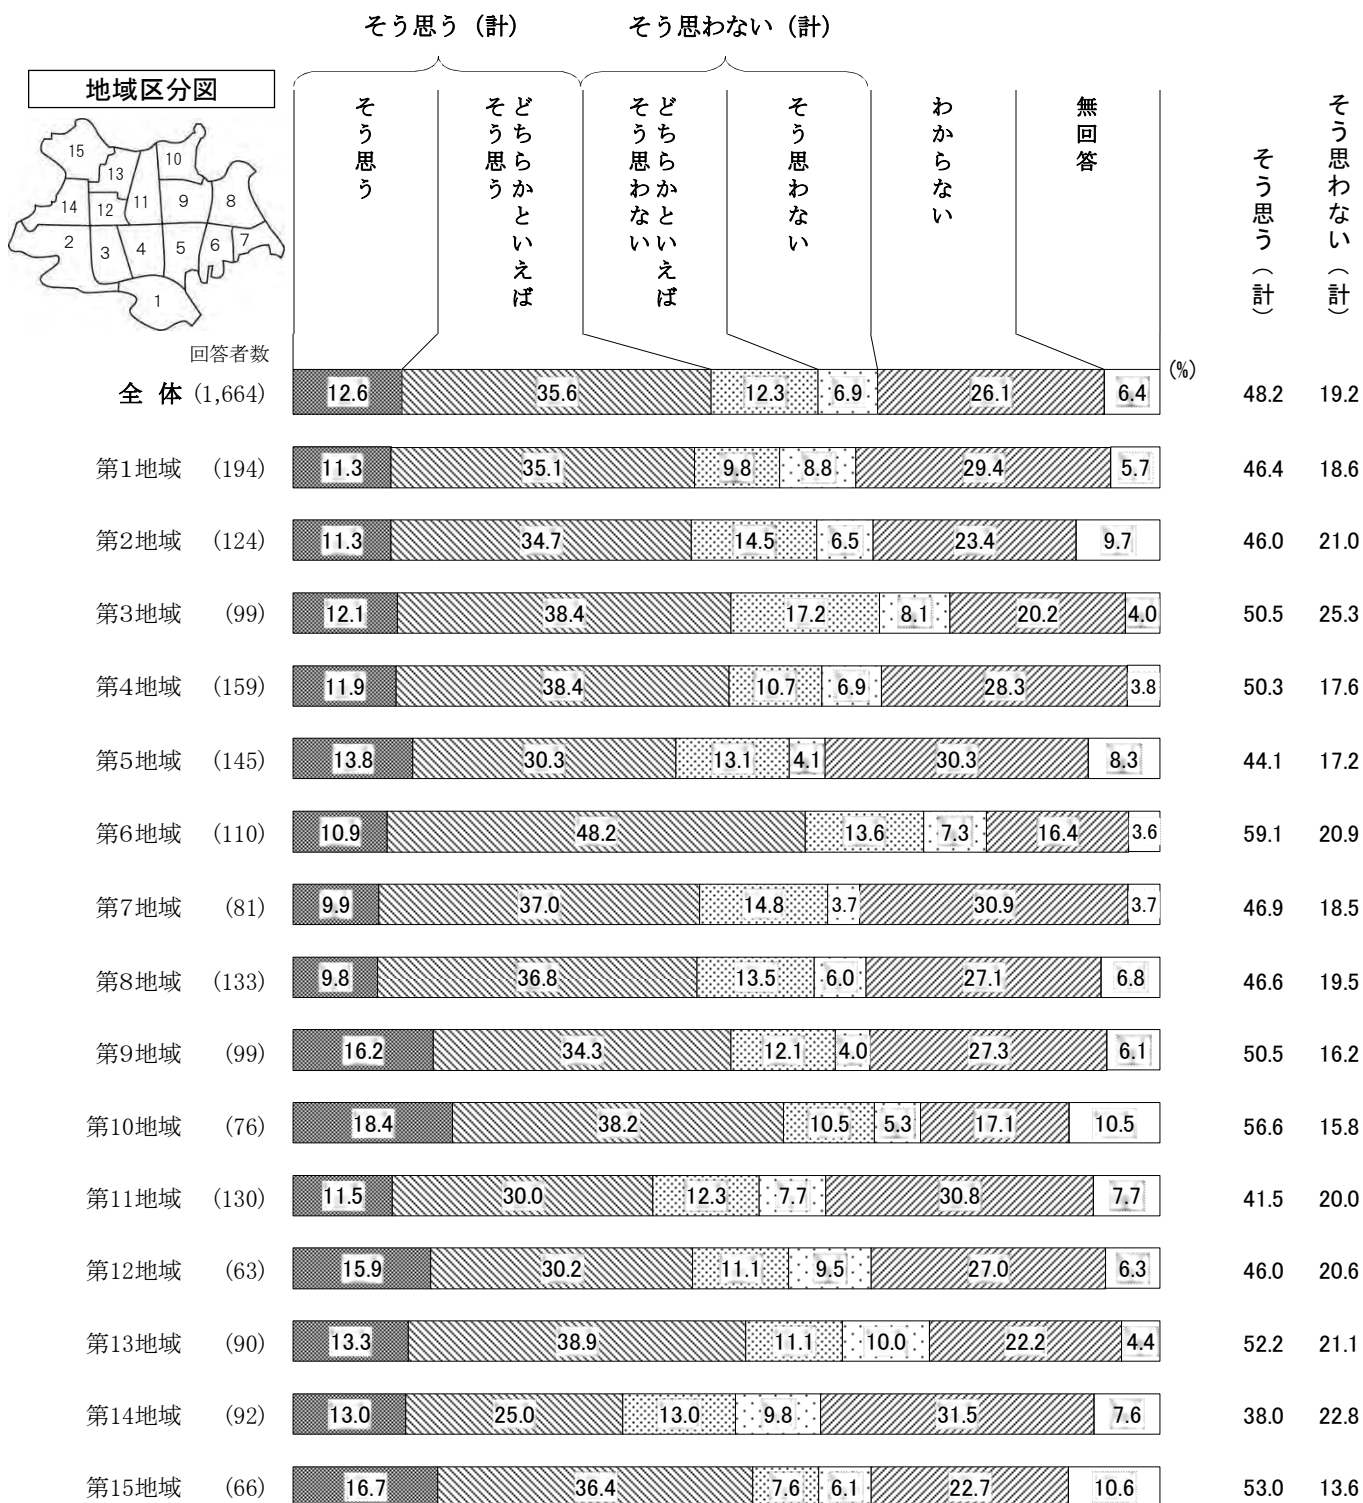 そう思う（計）　そう思わない（計）
地域区分図
15
10
13
14
12
11
9
8
2
3
4
5
6
7
1
そう思う
どちらかといえば
そう思う
どちらかといえば
そう思わない
そう思わない
わからない
無回答
そう思う（計）
そう思わない（計）
回答者数
(%)
全 体 (1,664) 12.6 35.6 12.3 6.9 26.1 6.4 48.2 19.2
第1地域 (194) 11.3 35.1 9.8 8.8 29.4 5.7 46.4 18.6
第2地域 (124) 11.3 34.7 14.5 6.5 23.4 9.7 46.0 21.0
第3地域 (99) 12.1 38.4 17.2 8.1 20.2 4.0 50.5 25.3
第4地域 (159) 11.9 38.4 10.7 6.9 28.3 3.8 50.3 17.6
第5地域 (145) 13.8 30.3 13.1 4.1 30.3 8.3 44.1 17.2
第6地域 (110) 10.9 48.2 13.6 7.3 16.4 3.6 59.1 20.9
第7地域 (81) 9.9 37.0 14.8 3.7 30.9 3.7 46.9 18.5
第8地域 (133) 9.8 36.8 13.5 6.0 27.1 6.8 46.6 19.5
第9地域 (99) 16.2 34.3 12.1 4.0 27.3 6.1 50.5 16.2
第10地域 (76) 18.4 38.2 10.5 5.3 17.1 10.5 56.6 15.8
第11地域 (130) 11.5 30.0 12.3 7.7 30.8 7.7 41.5 20.0
第12地域 (63) 15.9 30.2 11.1 9.5 27.0 6.3 46.0 20.6
第13地域 (90) 13.3 38.9 11.1 10.0 22.2 4.4 52.2 21.1
第14地域 (92) 13.0 25.0 13.0 9.8 31.5 7.6 38.0 22.8
第15地域 (66) 16.7 36.4 7.6 6.1 22.7 10.6 53.0 13.6